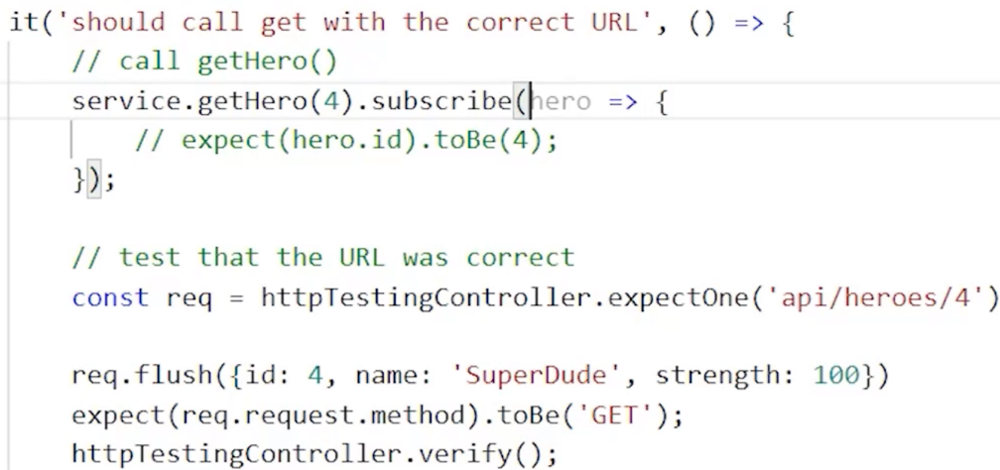 it('should call get with the correct URL', () => {
// call getHero()
service.getHero(4).subscribe(hero => {
// expect(hero.id).toBe(4);
});
// test that the URL was correct
const req = httpTestingController.expectOne('api/heroes/4')
req.flush({id: 4, name: 'SuperDude', strength: 100})
expect(req.request.method).toBe('GET');
httpTestingController.verify();